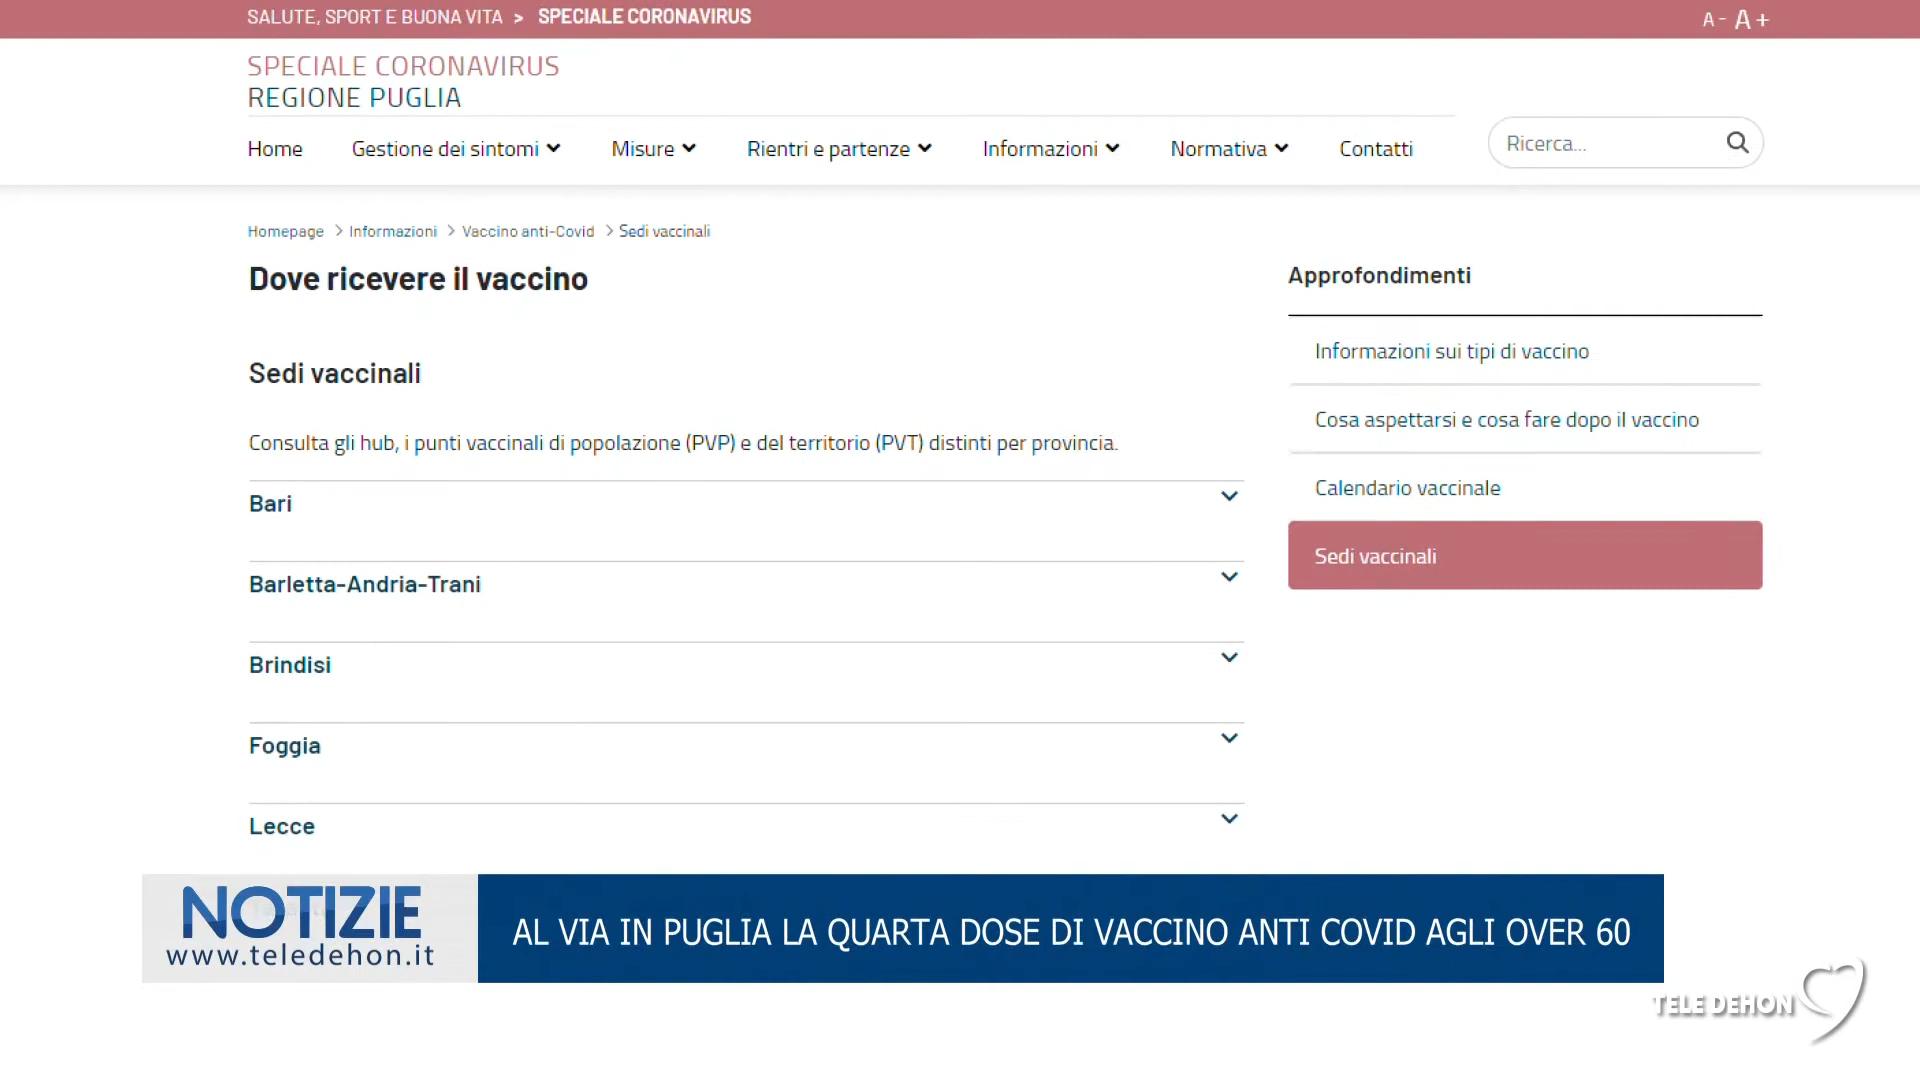 SALUTE, SPORT E BUONA VITA > SPECIALE CORONAVIRUS
A- A+
SPECIALE CORONAVIRUS
REGIONE PUGLIA
Home Gestione dei sintomi Misure Rientri e partenze Informazioni Normativa Contatti
Ricerca...
Homepage > Informazioni > Vaccino anti-Covid > Sedi vaccinali
Dove ricevere il vaccino
Sedi vaccinali
Consulta gli hub, i punti vaccinali di popolazione (PVP) e del territorio (PVT) distinti per provincia.
Bari
Barletta-Andria-Trani
Brindisi
Foggia
Lecce
Approfondimenti
Informazioni sui tipi di vaccino
Cosa aspettarsi e cosa fare dopo il vaccino
Calendario vaccinale
Sedi vaccinali
NOTIZIE
www.teledehon.it
AL VIA IN PUGLIA LA QUARTA DOSE DI VACCINO ANTI COVID AGLI OVER 60
TELE DEHON